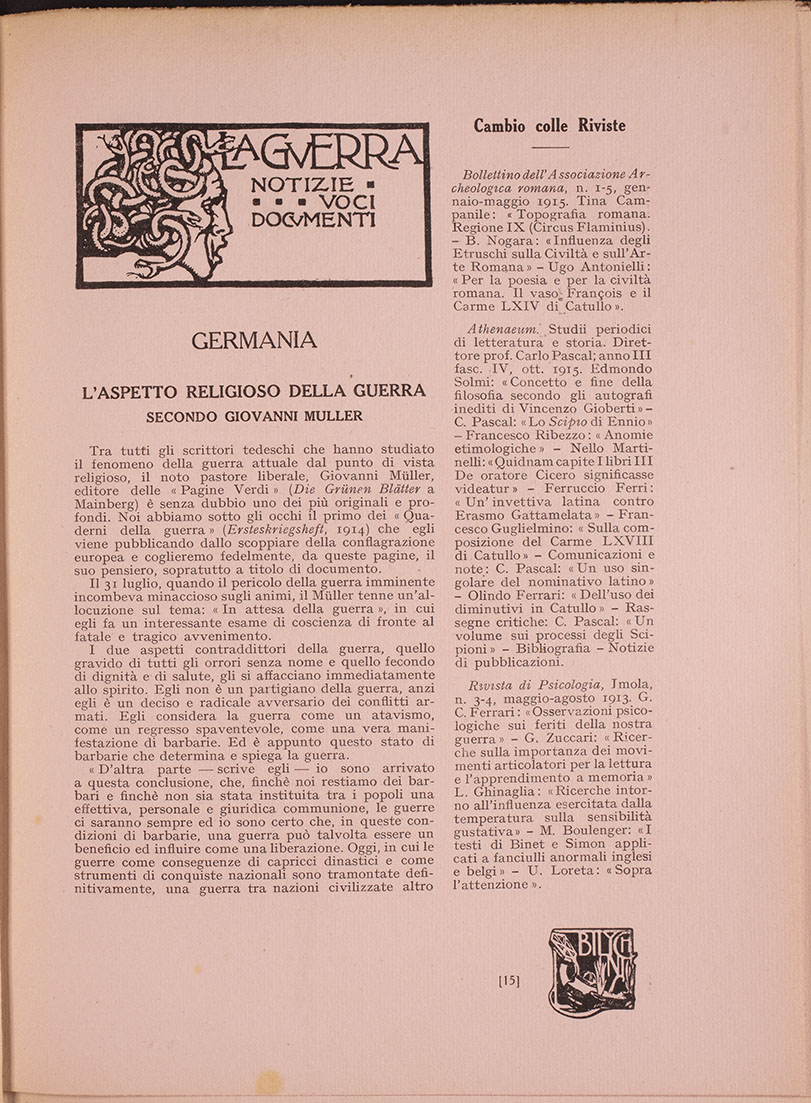 LA GVERRA
NOTIZIE
VOCI
DOCVMENTI
GERMANIA
L'ASPETTO RELIGIOSO DELLA GUERRA
SECONDO GIOVANNI MULLER
Tra tutti gli scrittori tedeschi che hanno studiato
il fenomeno della guerra attuale dal punto di vista
religioso, il noto pastore liberale, Giovanni Müller,
editore delle « Pagine Verdi » (Die Grünen Blätter a
Mainberg) è senza dubbio uno dei più originali e pro-
fondi. Noi abbiamo sotto gli occhi il primo dei « Qua-
derni della guerra » (Ersteskriegsheft, 1914) che egli
viene pubblicando dallo scoppiare della conflagrazione
europea e coglieremo fedelmente, da queste pagine, il
suo pensiero, sopratutto a titolo di documento.
Il 31 luglio, quando il pericolo della guerra imminente
incombeva minaccioso sugli animi, il Müller tenne un'al-
locuzione sul tema: « In attesa della guerra », in cui
egli fa un interessante esame di coscienza di fronte al
fatale e tragico avvenimento.
I due aspetti contraddittori della guerra, quello
gravido di tutti gli orrori senza nome e quello fecondo
di dignità e di salute, gli si affacciano immediatamente
allo spirito. Egli non è un partigiano della guerra, anzi
egli è un deciso e radicale avversario dei conflitti ar-
mati. Egli considera la guerra come un atavismo,
come un regresso spaventevole, come una vera mani-
festazione di barbarie. Ed è appunto questo stato di
barbarie che determina e spiega la guerra.
« D'altra parte — scrive egli — io sono arrivato
a questa conclusione, che, finchè noi restiamo dei bar-
bari e finchè non sia stata instituita tra i popoli una
effettiva, personale e giuridica communione, le guerre
ci saranno sempre ed io sono certo che, in queste con-
dizioni di barbarie, una guerra può talvolta essere un
beneficio ed influire come una liberazione. Oggi, in cui le
guerre come conseguenze di capricci dinastici e come
strumenti di conquiste nazionali sono tramontate defi-
nitivamente, una guerra tra nazioni civilizzate altro
Cambio colle Riviste
Bollettino dell'Associazione Ar-
cheologica romana, n. 1-5, gen-
naio-maggio 1915. Tina Cam-
panile: « Topografia romana.
Regione IX (Circus Flaminius).
– B. Nogara: « Influenza degli
Etruschi sulla Civiltà e sull'Ar-
te Romana » – Ugo Antonielli:
« Per la poesia e per la civiltà
romana. Il vaso François e il
Carme LXIV di Catullo ».
Athenaeum. Studii periodici
di letteratura e storia. Diret-
tore prof. Carlo Pascal; anno III
fasc. IV, ott. 1915. Edmondo
Solmi: « Concetto e fine della
filosofia secondo gli autografi
inediti di Vincenzo Gioberti » –
C. Pascal: « Lo Scipio di Ennio »
– Francesco Ribezzo: « Anomie
etimologiche » – Nello Marti-
nelli: « Quidnam capite I libri III
De oratore Cicero significasse
videatur » – Ferruccio Ferri:
« Un' invettiva latina contro
Erasmo Gattamelata » – Fran-
cesco Guglielmino: « Sulla com-
posizione del Carme LXVIII
di Catullo » – Comunicazioni e
note: C. Pascal: « Un uso sin-
golare del nominativo latino »
– Olindo Ferrari: « Dell'uso dei
diminutivi in Catullo » – Ras-
segne critiche: C. Pascal: « Un
volume sui processi degli Sci-
pioni » – Bibliografia – Notizie
di pubblicazioni.
Rivista di Psicologia, Imola,
n. 3-4, maggio-agosto 1913. G.
C. Ferrari: « Osservazioni psico-
logiche sui feriti della nostra
guerra » – G. Zuccari: « Ricer-
che sulla importanza dei movi-
menti articolatori per la lettura
e l'apprendimento a memoria »
L. Ghinaglia: « Ricerche intor-
no all'influenza esercitata dalla
temperatura sulla sensibilità
gustativa » – M. Boulenger: « I
testi di Binet e Simon appli-
cati a fanciulli anormali inglesi
e belgi » – U. Loreta: « Sopra
l'attenzione ».
[15]
BILYCH
NIS